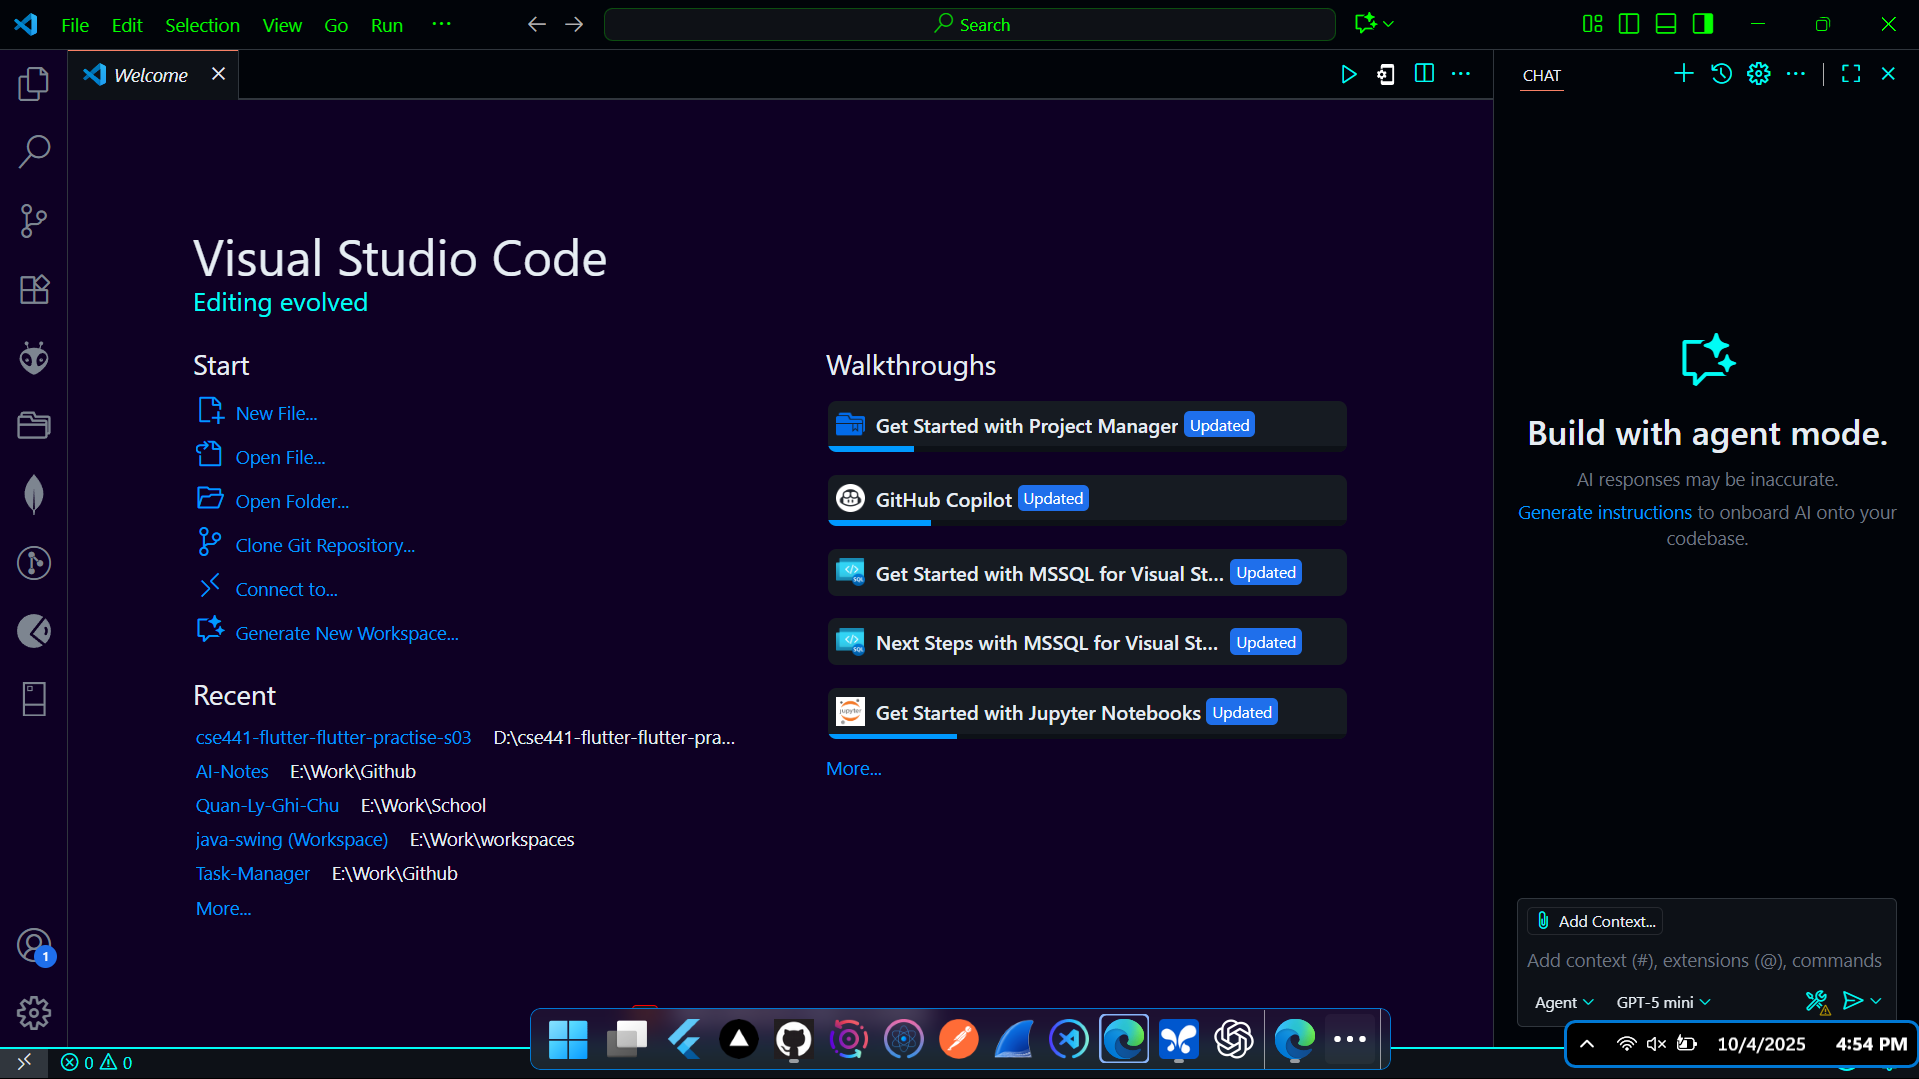 File Edit Selection View Go Run ··· Search
Welcome
CHAT
Visual Studio Code
Editing evolved
Start
New File...
Open File...
Open Folder...
Clone Git Repository...
Connect to...
Generate New Workspace...
Recent
cse441-flutter-flutter-practise-s03 D:\cse441-flutter-flutter-pra...
AI-Notes E:\Work\Github
Quan-Ly-Ghi-Chu E:\Work\School
java-swing (Workspace) E:\Work\workspaces
Task-Manager E:\Work\Github
More...
Walkthroughs
Get Started with Project Manager Updated
GitHub Copilot Updated
Get Started with MSSQL for Visual St... Updated
Next Steps with MSSQL for Visual St... Updated
Get Started with Jupyter Notebooks Updated
More...
Build with agent mode.
AI responses may be inaccurate.
Generate instructions to onboard AI onto your
codebase.
Add Context...
Add context (#), extensions (@), commands
Agent GPT-5 mini
1
0 0
10/4/2025 4:54 PM